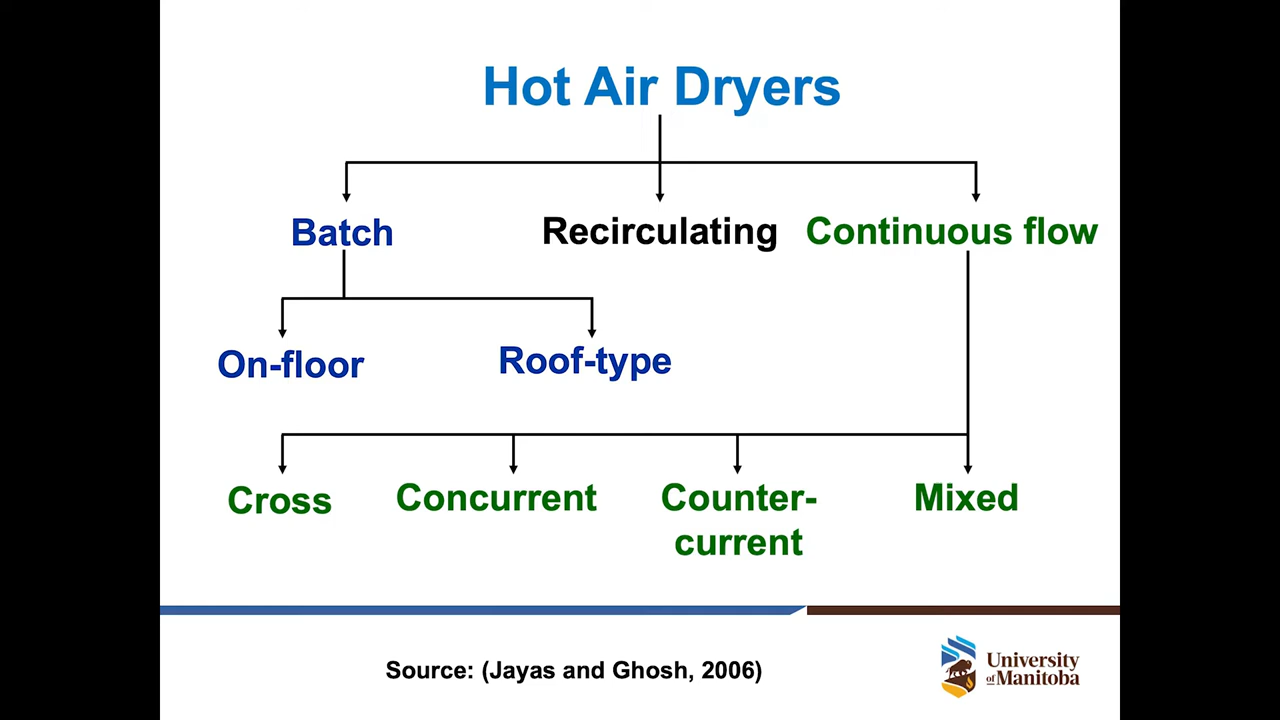 Hot Air Dryers
Batch
Recirculating
Continuous flow
On-floor
Roof-type
Cross
Concurrent
Counter-
current
Mixed
Source: (Jayas and Ghosh, 2006)
University
of Manitoba